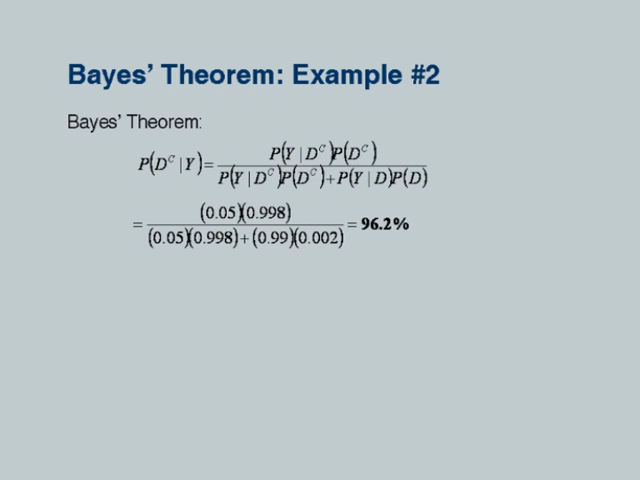 Bayes' Theorem: Example #2
Bayes' Theorem:
P(D^C | Y) = P(Y | D^C)P(D^C) / P(Y | D^C)P(D^C) + P(Y | D)P(D)
= (0.05)(0.998) / (0.05)(0.998) + (0.99)(0.002) = 96.2%